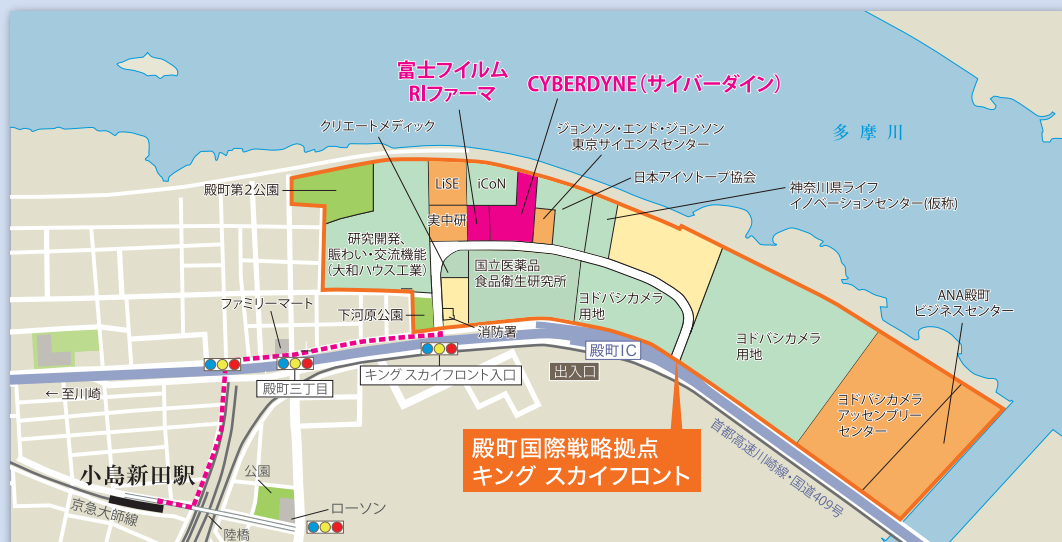 富士フイルム
RIファーマ
CYBERDYNE(サイバーダイン)
クリエートメディック
ジョンソン・エンド・ジョンソン
東京サイエンスセンター
多摩川
殿町第2公園
LiSE
iCoN
日本アイソトープ協会
神奈川県ライフ
イノベーションセンター(仮称)
実中研
研究開発、
賑わい・交流機能
(大和ハウス工業)
国立医薬品
食品衛生研究所
ファミリーマート
下河原公園
ヨドバシカメラ
用地
消防署
ANA殿町
ビジネスセンター
ヨドバシカメラ
用地
殿町IC
出入口
キング スカイフロント入口
殿町三丁目
←至川崎
ヨドバシカメラ
アッセンブリー
センター
殿町国際戦略拠点
キング スカイフロント
首都高速川崎線・国道409号
小島新田駅
公園
京急大師線
ローソン
陸橋